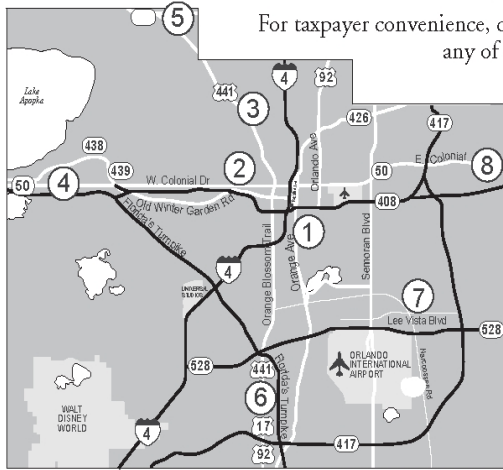 For taxpayer convenience, c
any of
5
4
92
Lake
Apopka
441
3
426
417
438
439
2
Orlando Ave
50
E. Colonial
8
50
4
W. Colonial Dr
Old Winter Garden Rd
408
1
Florida's Turnpike
Orange Blossom Trail
Orange Ave
Semoran Blvd
4
UNIVERSAL
STUDIOS
7
Lee Vista Blvd
528
528
441
ORLANDO
INTERNATIONAL
AIRPORT
6
Florida's Turnpike
WALT
DISNEY
WORLD
17
4
417
92